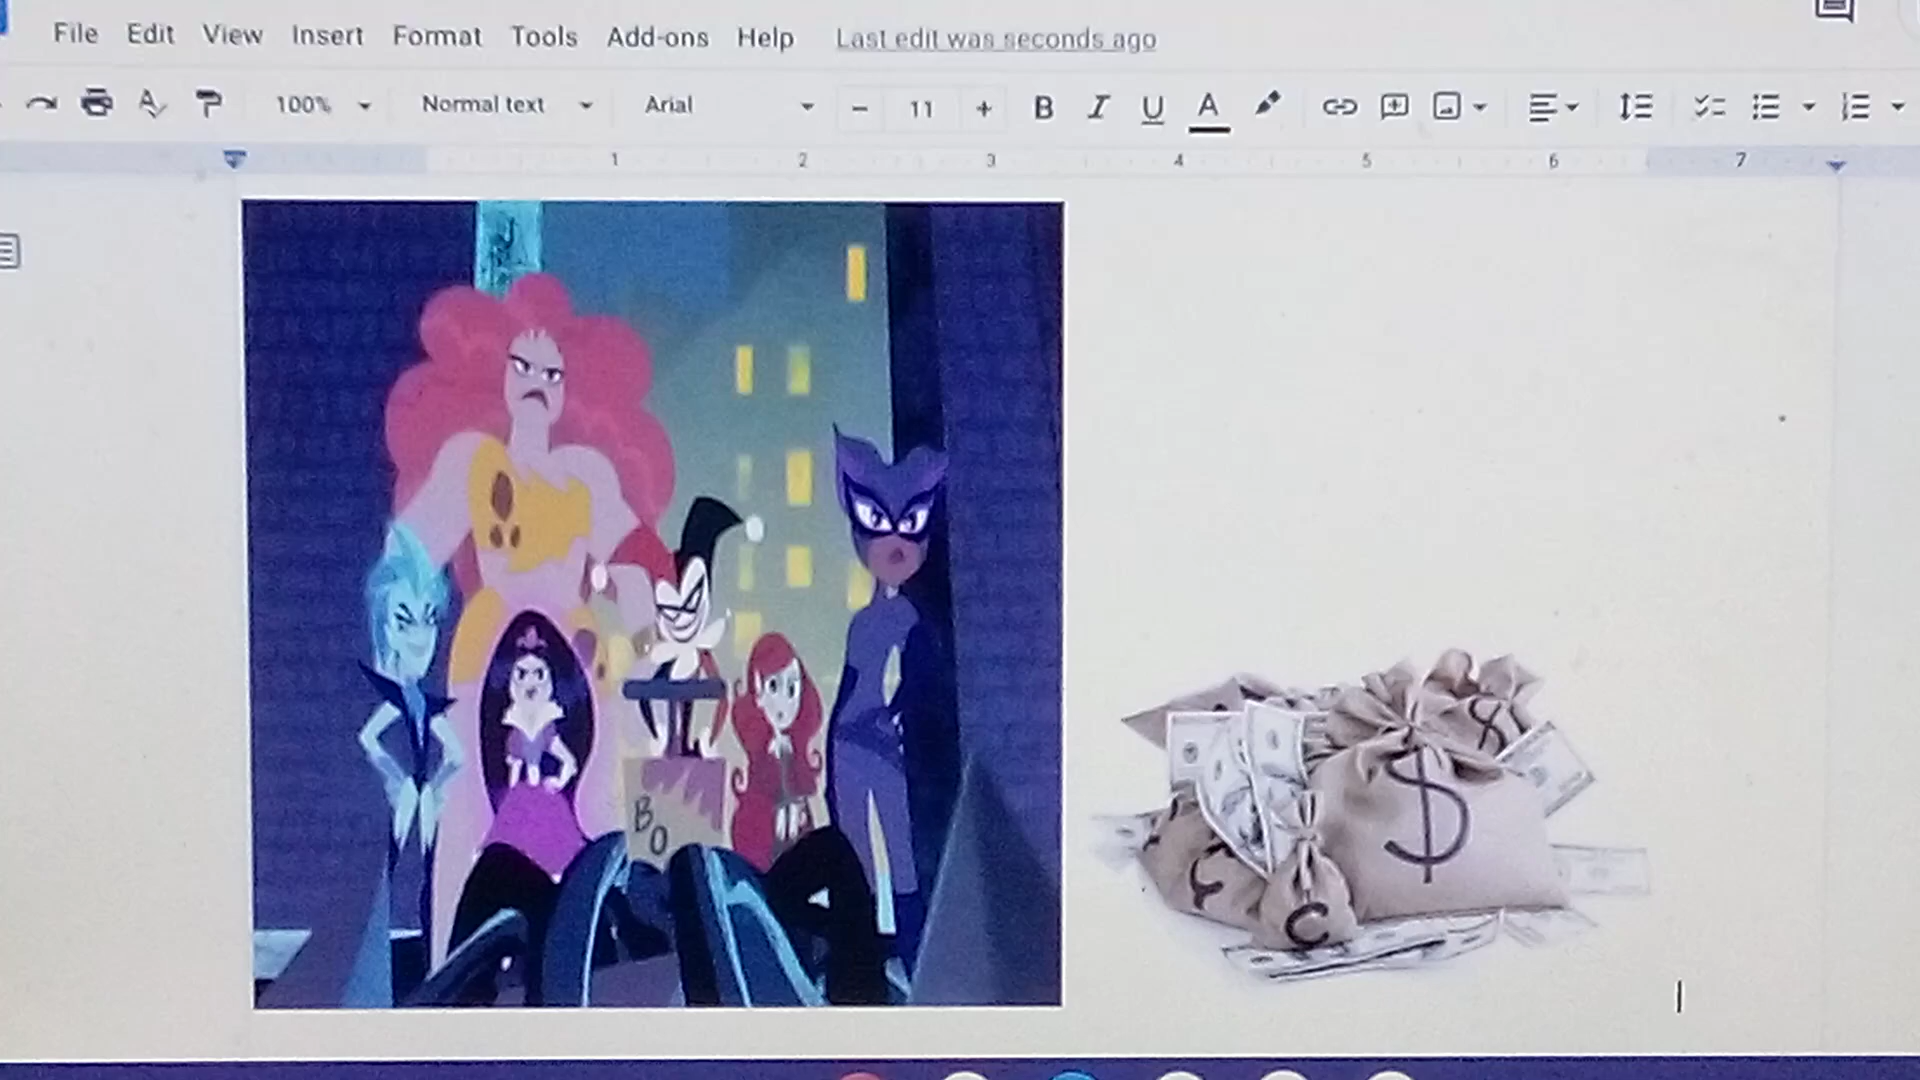 File Edit View Insert Format Tools Add-ons Help Last edit was seconds ago
100% Normal text Arial 11 B I U A
1 2 3 4 5 6 7
B
O
$